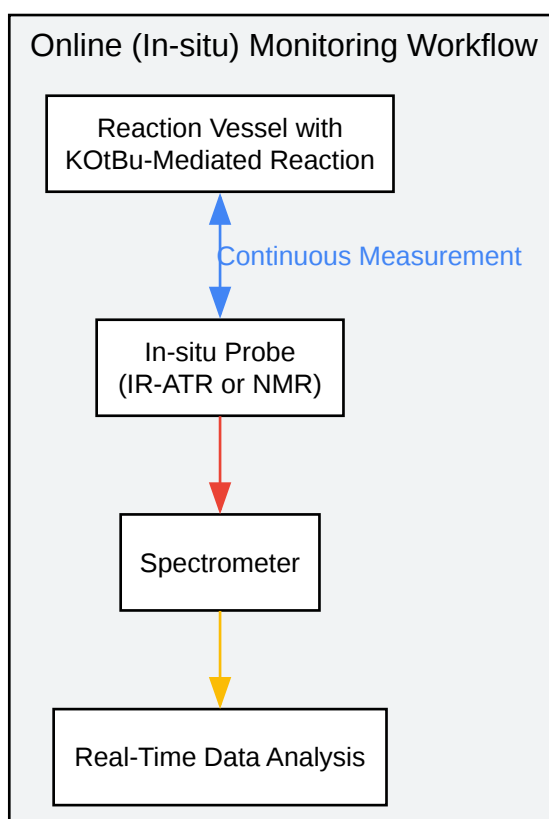 Online (In-situ) Monitoring Workflow
Reaction Vessel with
KOtBu-Mediated Reaction
Continuous Measurement
In-situ Probe
(IR-ATR or NMR)
Spectrometer
Real-Time Data Analysis